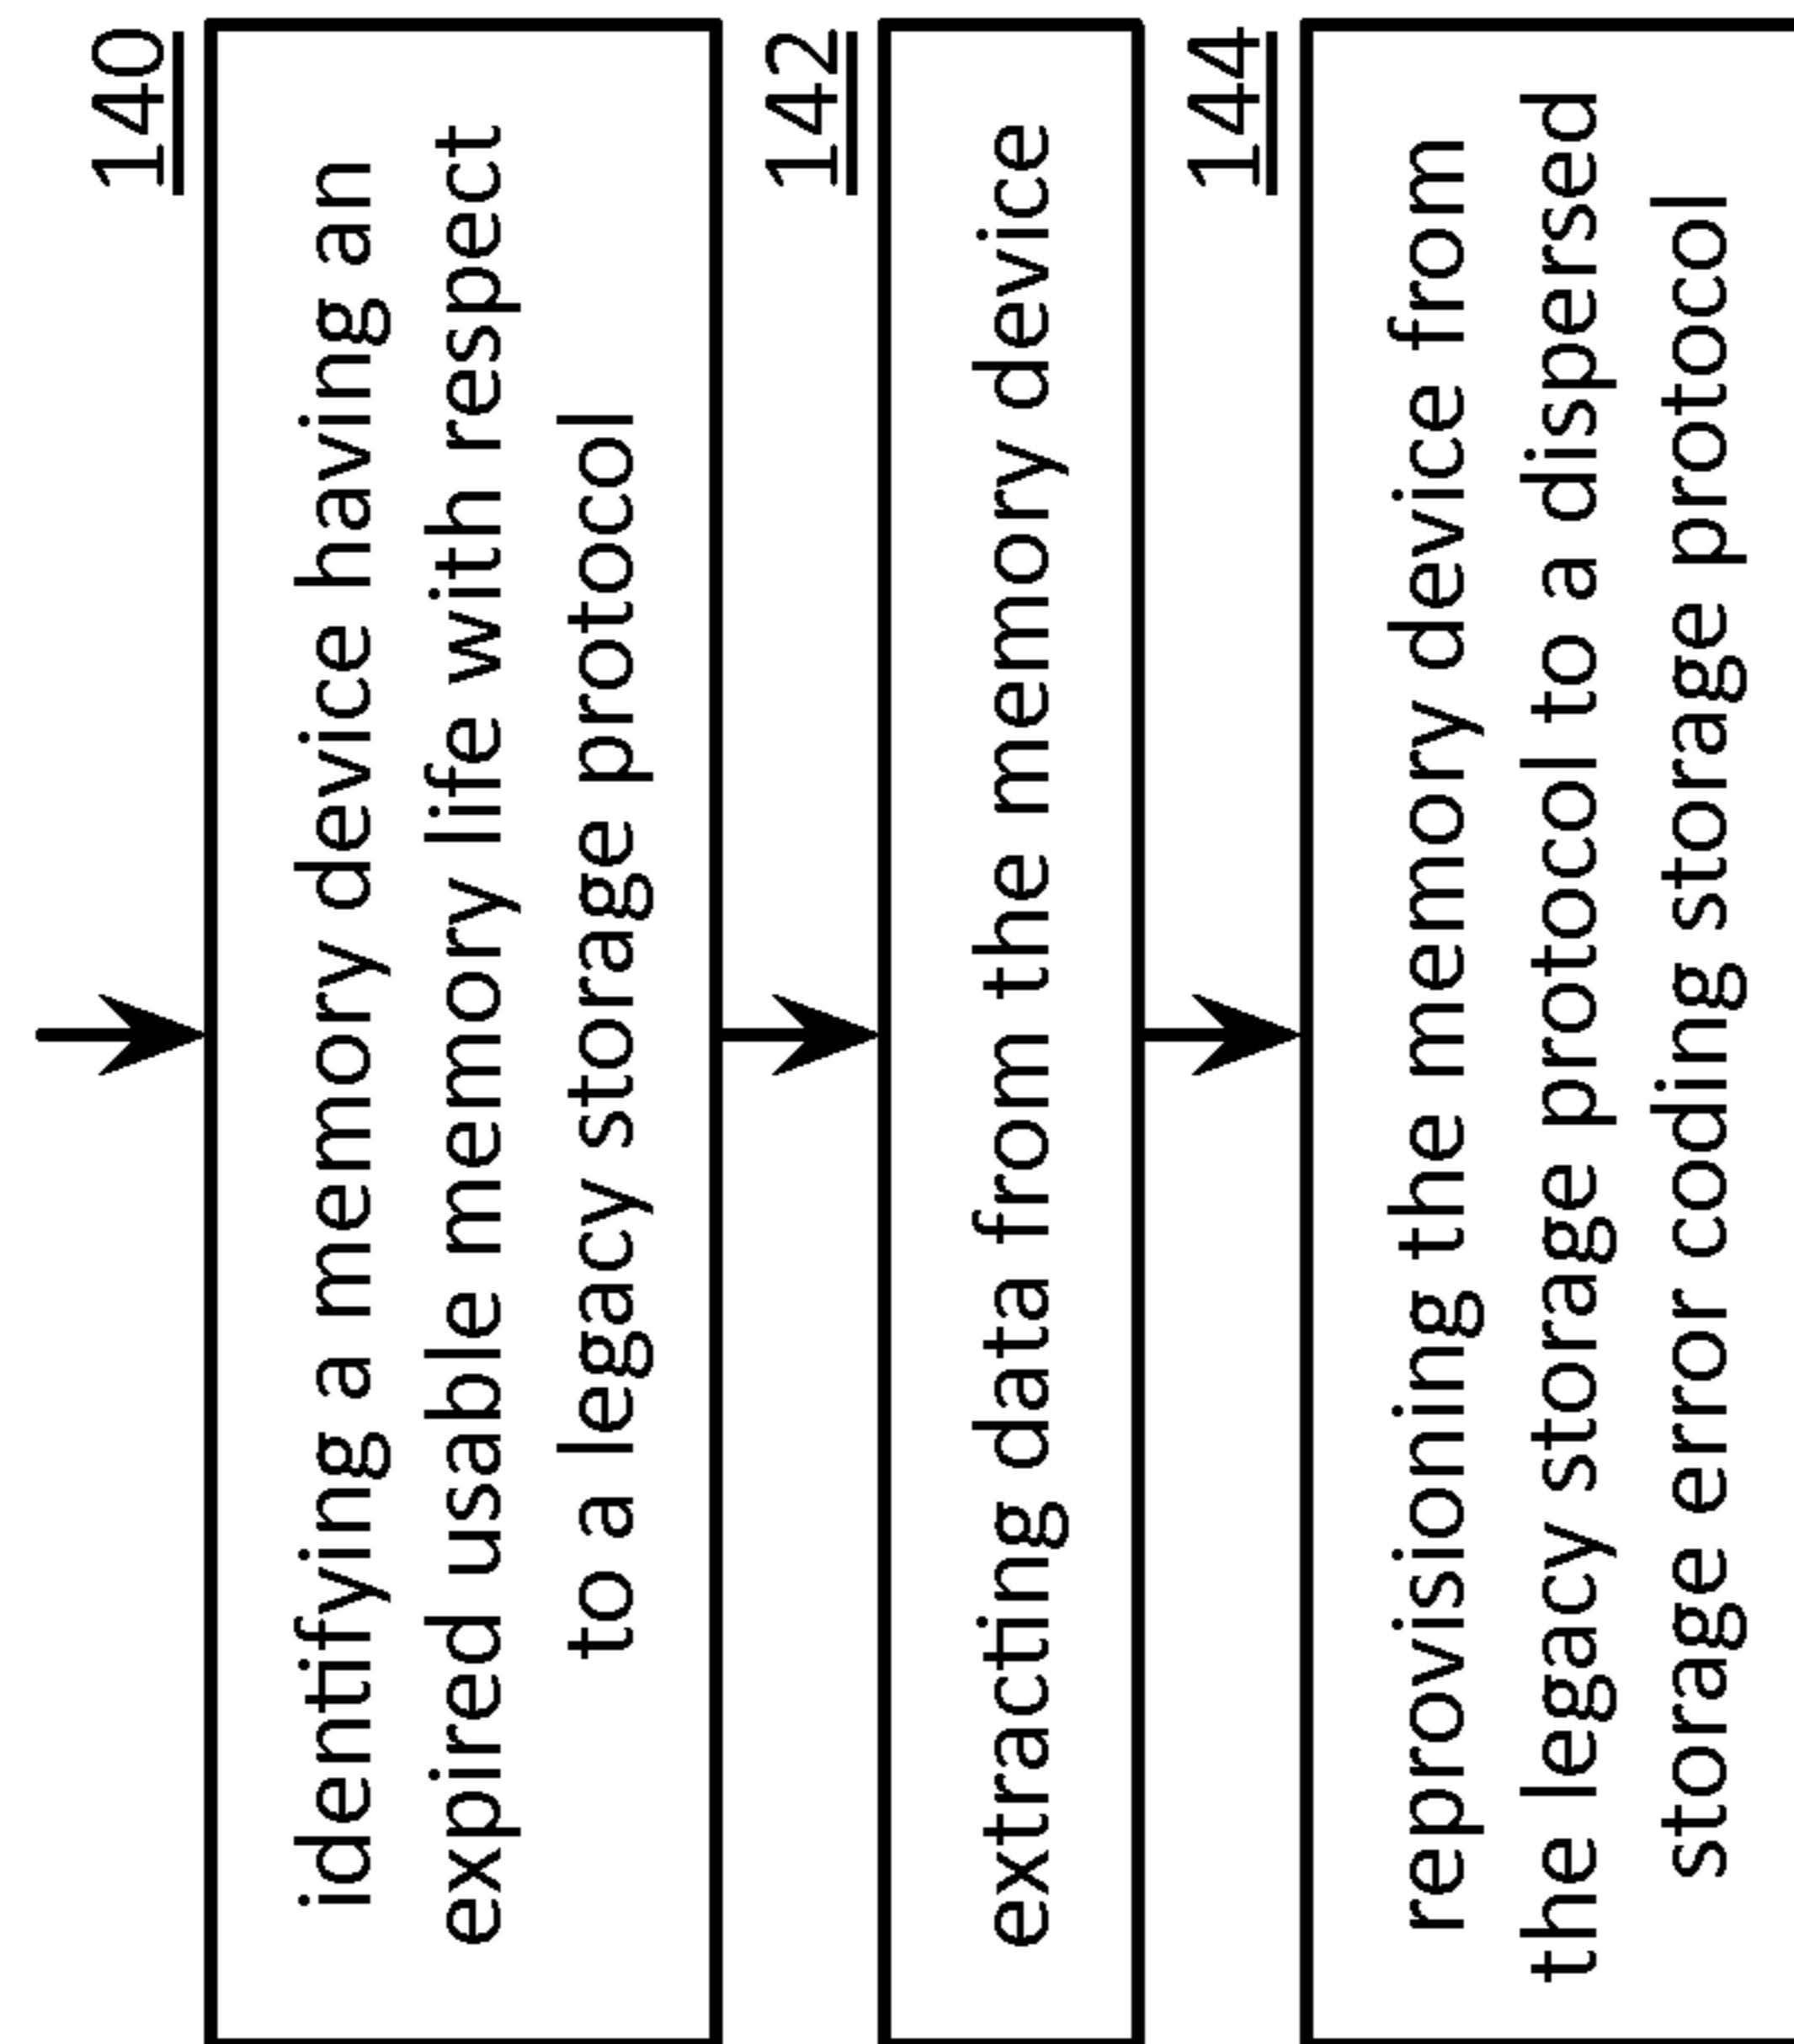 140
identifying a memory device having an
expired usable memory life with respect
to a legacy storage protocol
142
extracting data from the memory device
144
reprovisioning the memory device from
the legacy storage protocol to a dispersed
storage error coding storage protocol